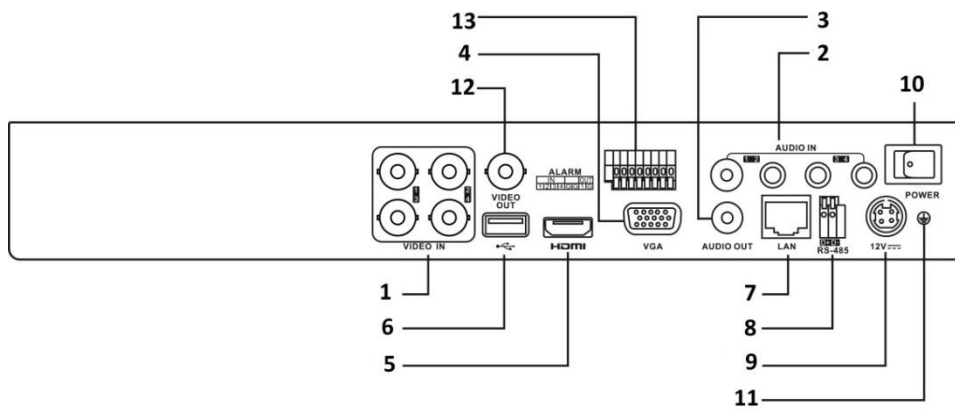 13
3
4
2
12
10
AUDIO IN
1 2
3 4
ALARM
IN OUT
VIDEO
OUT
POWER
VIDEO IN
HDMI
VGA
AUDIO OUT
LAN
D+ D-
RS-485
12V
1
6
5
7
8
9
11